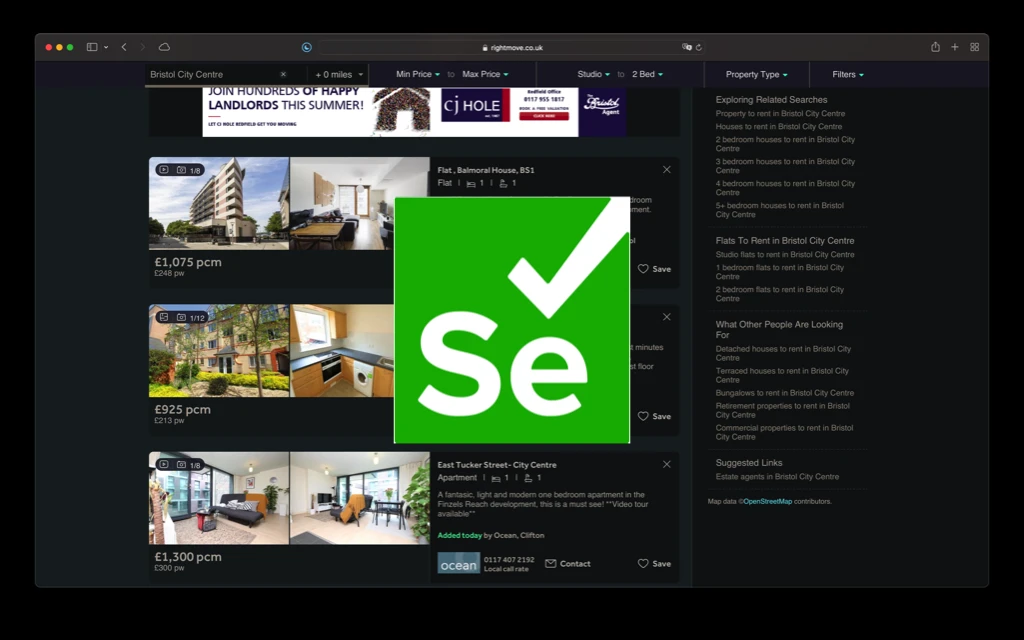 rightmove.co.uk
Bristol City Centre
+ 0 miles
Min Price to Max Price
Studio to 2 Bed
Property Type
Filters
JOIN HUNDREDS OF HAPPY
LANDLORDS THIS SUMMER!
LET CJ HOLE REDFIELD GET YOU MOVING
cj HOLE
Redfield Office
0117 955 1817
BOOK A FREE VALUATION
CLICK HERE
The
Bristol
Agent
1/8
Flat , Balmoral House, BS1
Flat | 1 | 1
£1,075 pcm
£248 pw
Save
1/12
t minutes
st floor
£925 pcm
£213 pw
Save
Se
1/8
East Tucker Street- City Centre
Apartment | 1 | 1
A fantasic, light and modern one bedroom apartment in the
Finzels Reach development, this is a must see! **Video tour
available**
Added today by Ocean, Clifton
ocean
0117 407 2192
Local call rate
Contact
Save
£1,300 pcm
£300 pw
Exploring Related Searches
Property to rent in Bristol City Centre
Houses to rent in Bristol City Centre
2 bedroom houses to rent in Bristol City
Centre
3 bedroom houses to rent in Bristol City
Centre
4 bedroom houses to rent in Bristol City
Centre
5+ bedroom houses to rent in Bristol
City Centre
Flats To Rent in Bristol City Centre
Studio flats to rent in Bristol City Centre
1 bedroom flats to rent in Bristol City
Centre
2 bedroom flats to rent in Bristol City
Centre
What Other People Are Looking
For
Detached houses to rent in Bristol City
Centre
Terraced houses to rent in Bristol City
Centre
Bungalows to rent in Bristol City Centre
Retirement properties to rent in Bristol
City Centre
Commercial properties to rent in Bristol
City Centre
Suggested Links
Estate agents in Bristol City Centre
Map data ©OpenStreetMap contributors.